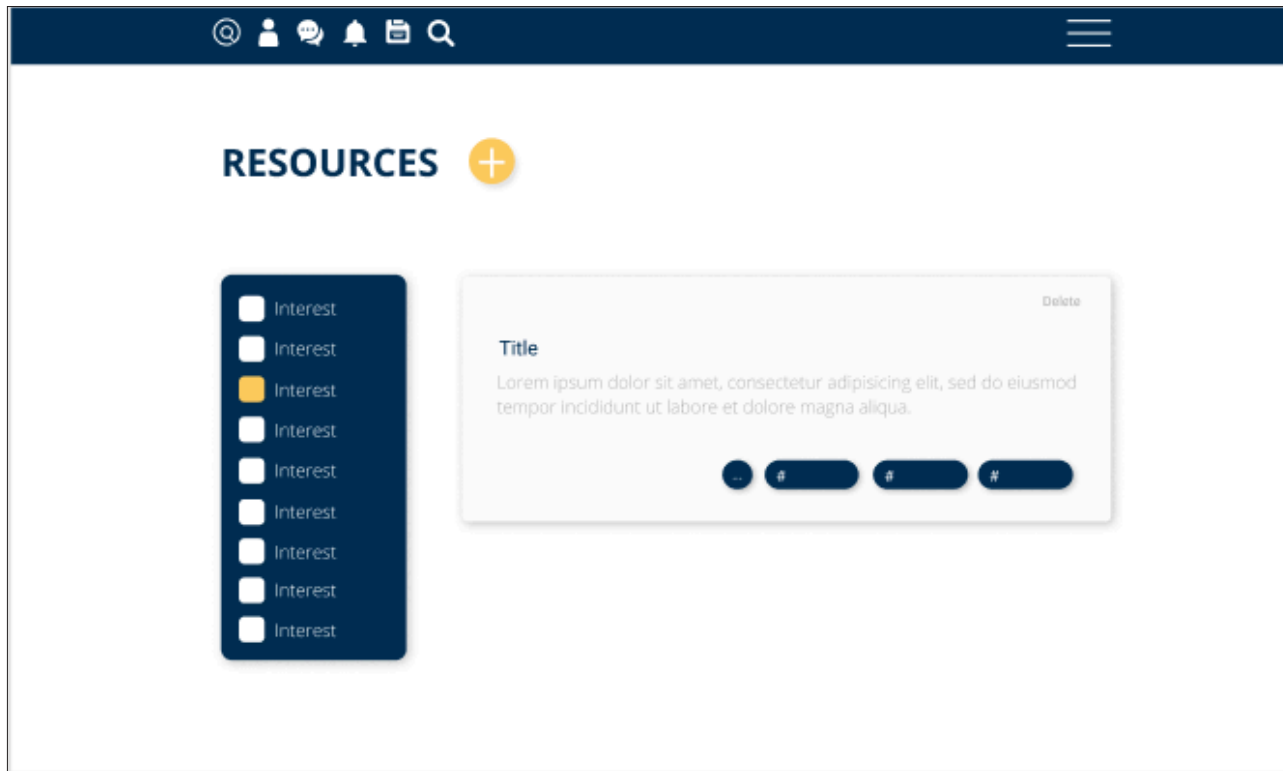 RESOURCES
Interest
Interest
Interest
Interest
Interest
Interest
Interest
Interest
Interest
Delete
Title
Lorem ipsum dolor sit amet, consectetur adipisicing elit, sed do eiusmod
tempor incididunt ut labore et dolore magna aliqua.
... # # #